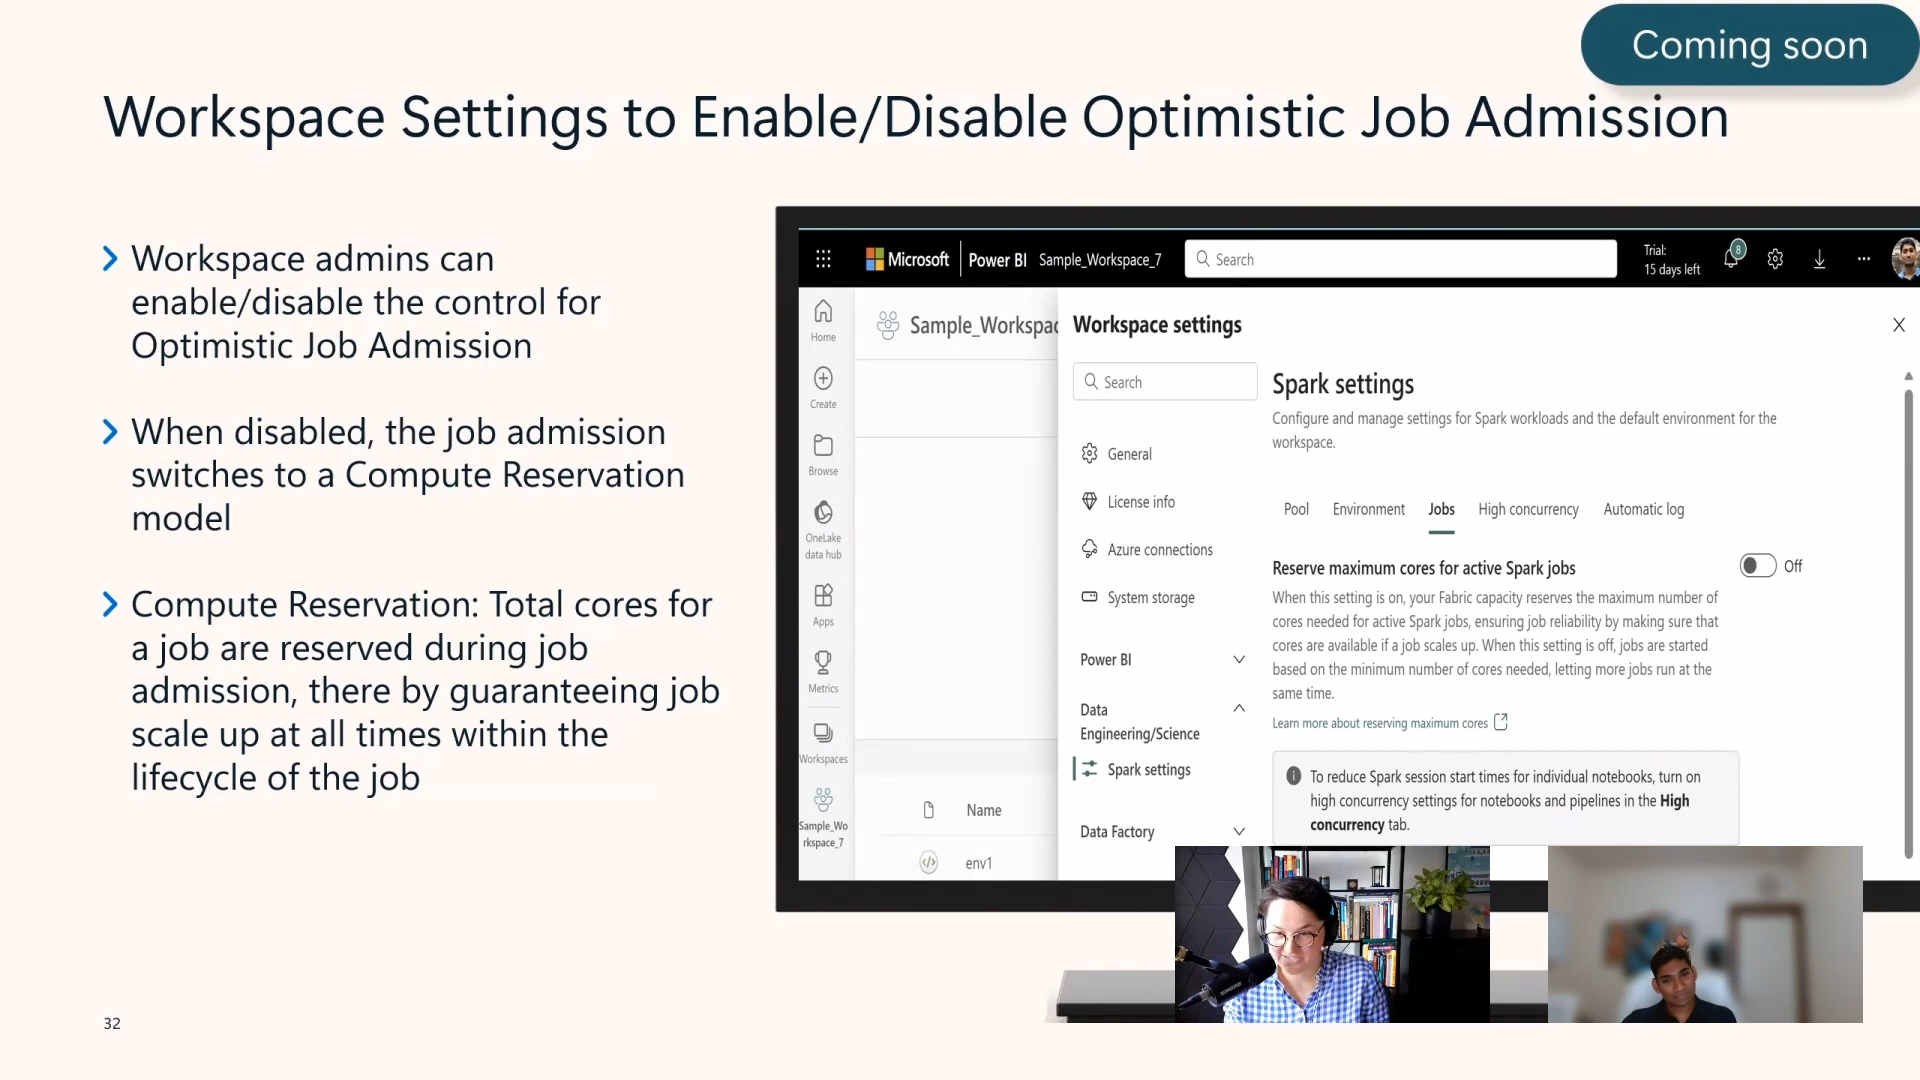 Coming soon
Workspace Settings to Enable/Disable Optimistic Job Admission
Workspace admins can
enable/disable the control for
Optimistic Job Admission
When disabled, the job admission
switches to a Compute Reservation
model
Compute Reservation: Total cores for
a job are reserved during job
admission, there by guaranteeing job
scale up at all times within the
lifecycle of the job
32
Microsoft
Power BI
Sample_Workspace_7
Search
Trial:
15 days left
8
Home
Create
Browse
OneLake
data hub
Apps
Metrics
Workspaces
Sample_Wo
rkspace_7
Sample_Workspac
Name
env1
Workspace settings
Search
General
License info
Azure connections
System storage
Power BI
Data
Engineering/Science
Spark settings
Data Factory
Spark settings
Configure and manage settings for Spark workloads and the default environment for the
workspace.
Pool Environment Jobs High concurrency Automatic log
Reserve maximum cores for active Spark jobs
Off
When this setting is on, your Fabric capacity reserves the maximum number of
cores needed for active Spark jobs, ensuring job reliability by making sure that
cores are available if a job scales up. When this setting is off, jobs are started
based on the minimum number of cores needed, letting more jobs run at the
same time.
Learn more about reserving maximum cores
To reduce Spark session start times for individual notebooks, turn on
high concurrency settings for notebooks and pipelines in the High
concurrency tab.